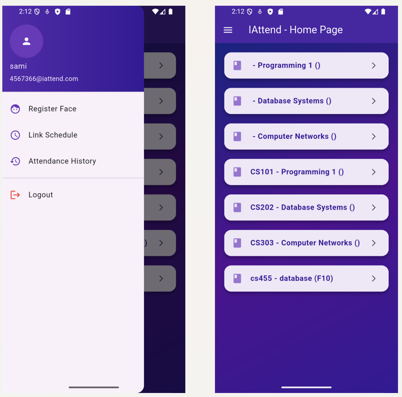 2:12
sami
4567366@iattend.com
Register Face
Link Schedule
Attendance History
Logout
)
2:12
IAttend - Home Page
- Programming 1 ()
- Database Systems ()
- Computer Networks ()
CS101 - Programming 1 ()
CS202 - Database Systems ()
CS303 - Computer Networks ()
cs455 - database (F10)